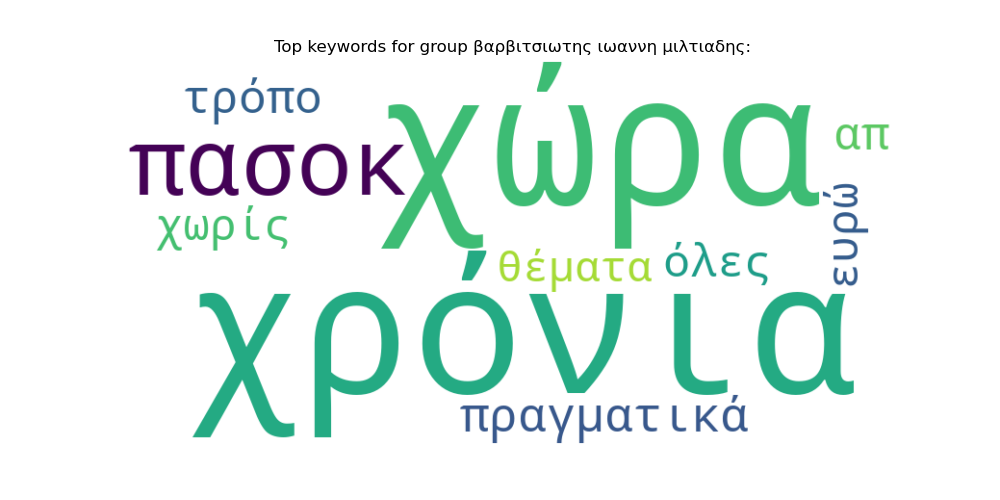 Top keywords for group βαρβιτσιωτης ιωαννη μιλτιαδης:
τρόπο
χώρα
απ
πασοκ
χωρίς
ευρώ
θέματα
όλες
χρόνια
πραγματικά